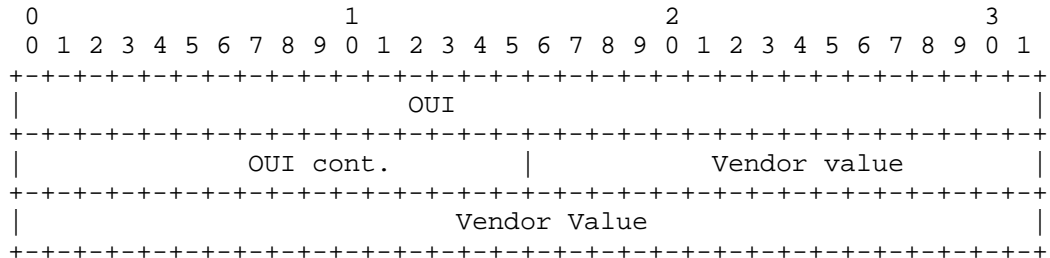 0                   1                   2                   3
 0 1 2 3 4 5 6 7 8 9 0 1 2 3 4 5 6 7 8 9 0 1 2 3 4 5 6 7 8 9 0 1
+-+-+-+-+-+-+-+-+-+-+-+-+-+-+-+-+-+-+-+-+-+-+-+-+-+-+-+-+-+-+-+-+
|                        OUI                                    |
+-+-+-+-+-+-+-+-+-+-+-+-+-+-+-+-+-+-+-+-+-+-+-+-+-+-+-+-+-+-+-+-+
|              OUI cont.        |           Vendor value        |
+-+-+-+-+-+-+-+-+-+-+-+-+-+-+-+-+-+-+-+-+-+-+-+-+-+-+-+-+-+-+-+-+
|                           Vendor Value                        |
+-+-+-+-+-+-+-+-+-+-+-+-+-+-+-+-+-+-+-+-+-+-+-+-+-+-+-+-+-+-+-+-+